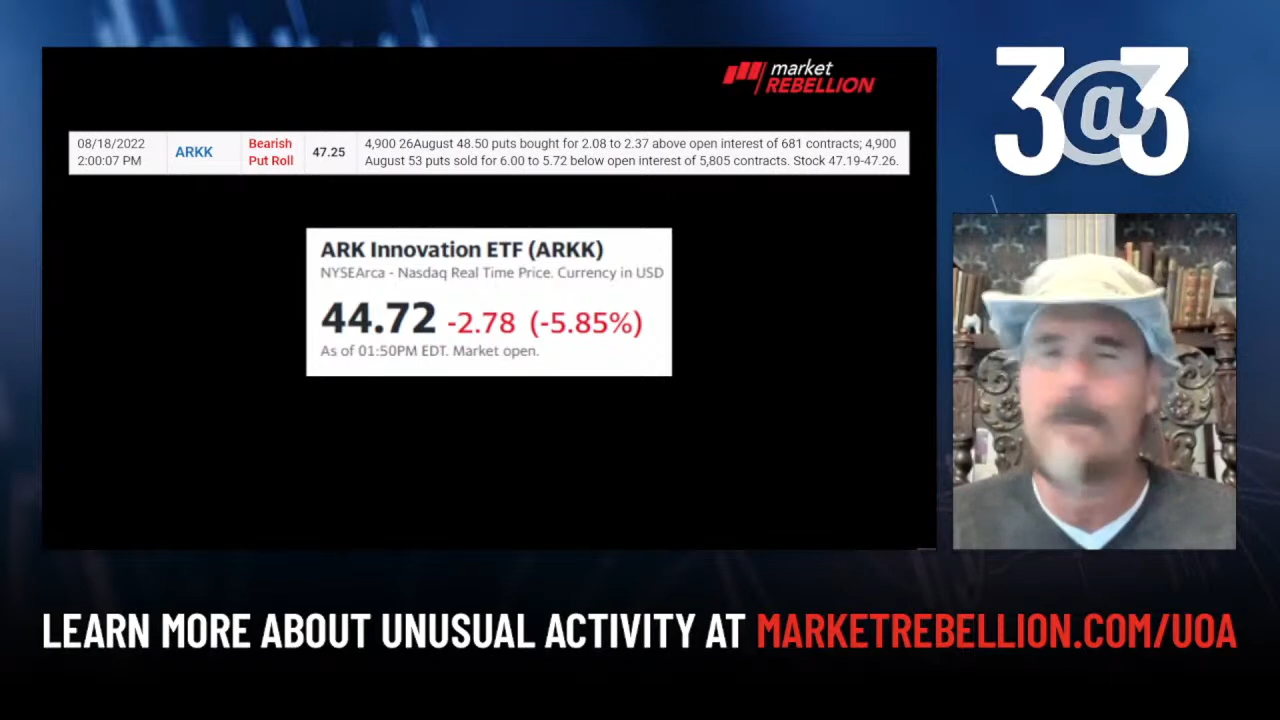 market
REBELLION
3@3
08/18/2022
2:00:07 PM
ARKK
Bearish
Put Roll
47.25
4,900 26August 48.50 puts bought for 2.08 to 2.37 above open interest of 681 contracts; 4,900
August 53 puts sold for 6.00 to 5.72 below open interest of 5,805 contracts. Stock 47.19-47.26.
ARK Innovation ETF (ARKK)
NYSEArca - Nasdaq Real Time Price. Currency in USD
44.72 -2.78 (-5.85%)
As of 01:50PM EDT. Market open.
LEARN MORE ABOUT UNUSUAL ACTIVITY AT MARKETREBELLION.COM/UOA